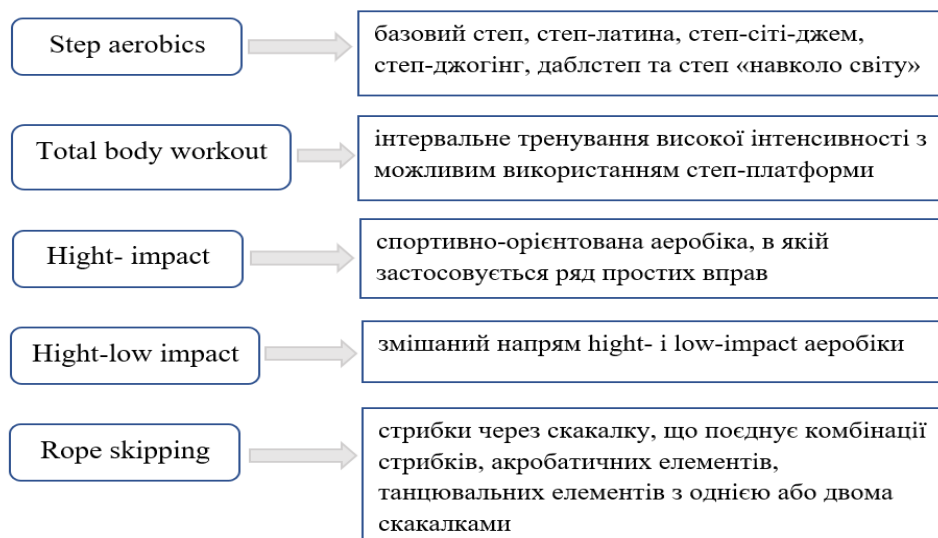 Step aerobics
базовий степ, степ-латина, степ-сіті-джем,
степ-джогінг, даблстеп та степ «навколо світу»
Total body workout
інтервальне тренування високої інтенсивності з
можливим використанням степ-платформи
Hight- impact
спортивно-орієнтована аеробіка, в якій
застосовується ряд простих вправ
Hight-low impact
змішаний напрям hight- і low-impact аеробіки
Rope skipping
стрибки через скакалку, що поєднує комбінації
стрибків, акробатичних елементів,
танцювальних елементів з однією або двома
скакалками